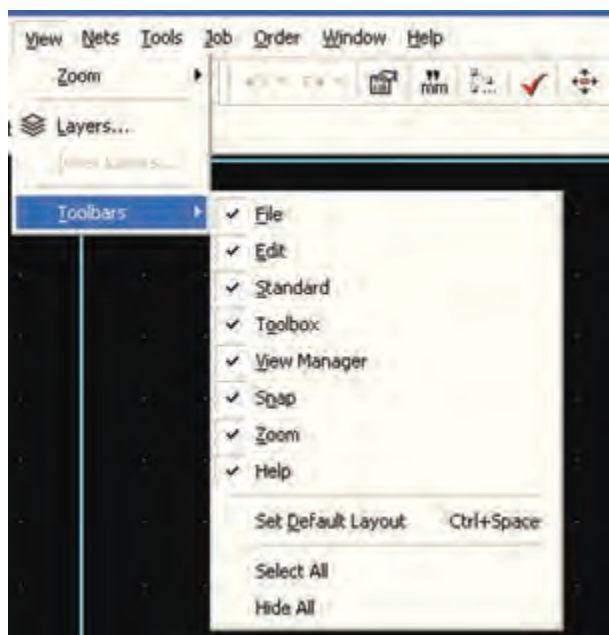 View Nets Tools Job Order Window Help
Zoom
mm
Layers...
Toolbars
File
Edit
Standard
Toolbox
View Manager
Snap
Zoom
Help
Set Default Layout Ctrl+Space
Select All
Hide All